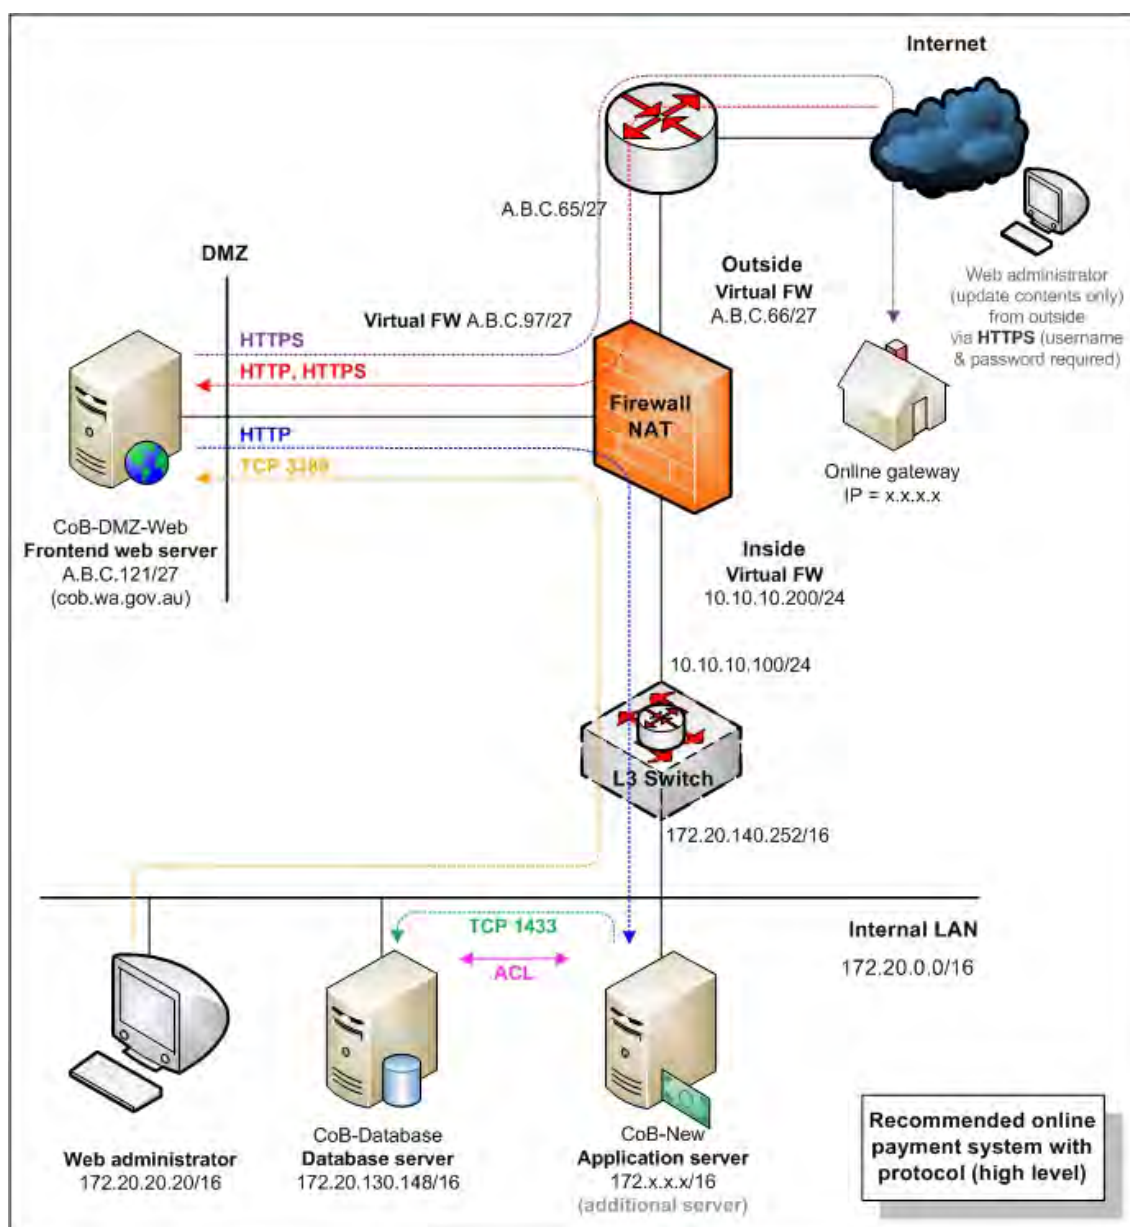 Internet
A.B.C.65/27
DMZ
Outside
Virtual FW
A.B.C.66/27
Web administrator
(update contents only)
from outside
via HTTPS (username
& password required)
Virtual FW A.B.C.97/27
HTTPS
HTTP, HTTPS
Firewall
NAT
HTTP
TCP 3389
Online gateway
IP = x.x.x.x
CoB-DMZ-Web
Frontend web server
A.B.C.121/27
(cob.wa.gov.au)
Inside
Virtual FW
10.10.10.200/24
10.10.10.100/24
L3 Switch
172.20.140.252/16
TCP 1433
ACL
Internal LAN
172.20.0.0/16
Web administrator
172.20.20.20/16
CoB-Database
Database server
172.20.130.148/16
CoB-New
Application server
172.x.x.x/16
(additional server)
Recommended online
payment system with
protocol (high level)